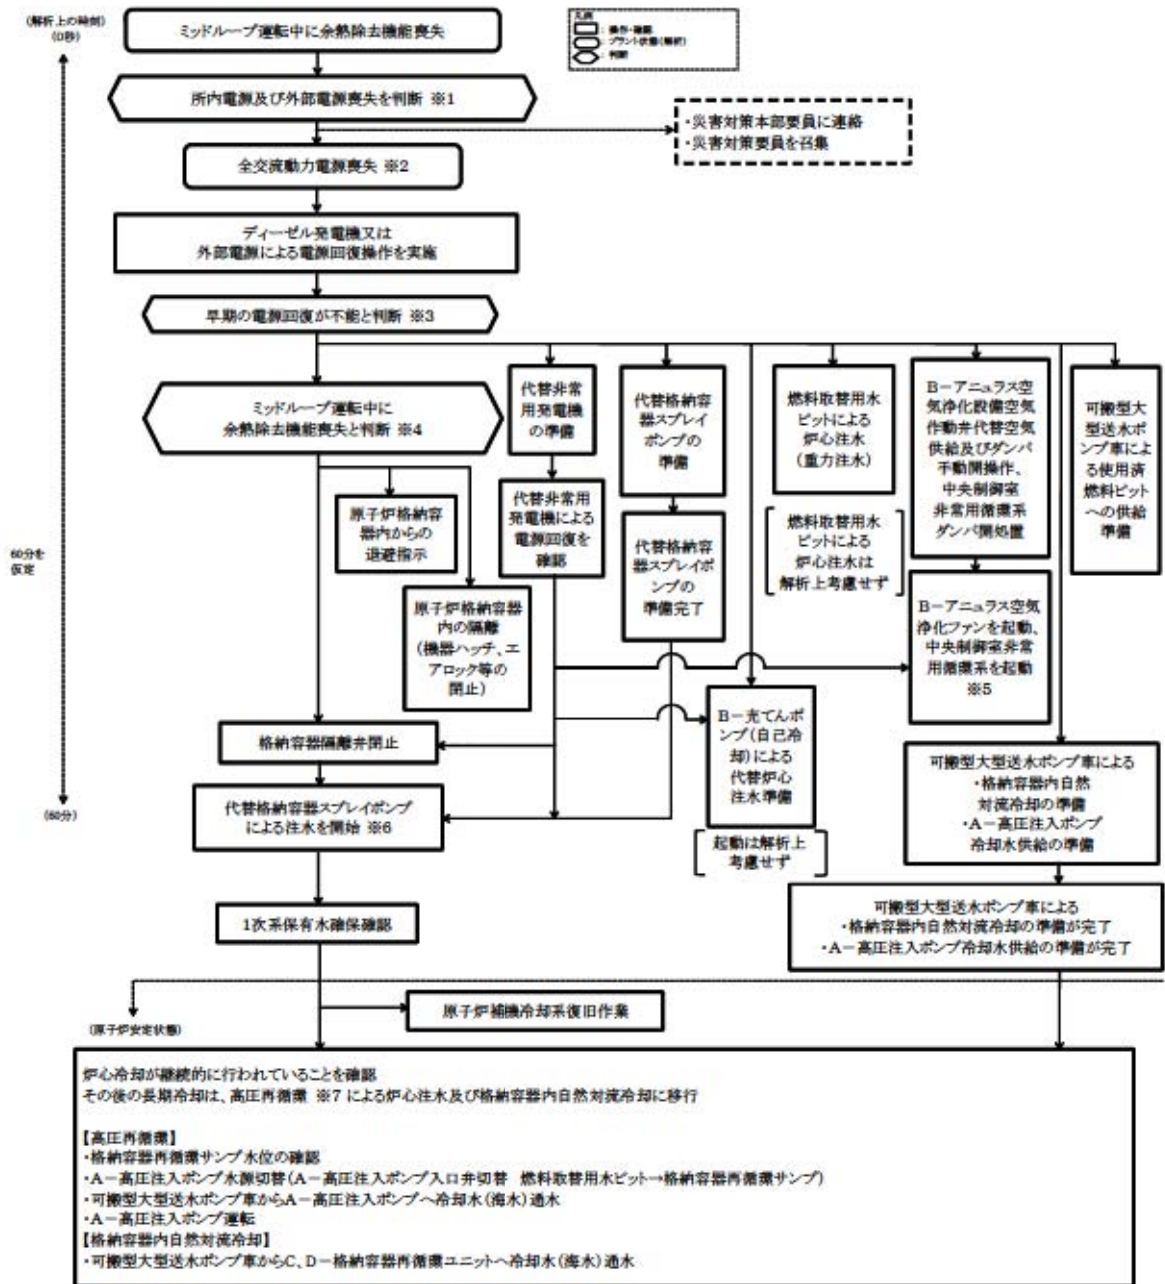 (解析上の時刻)
(0秒)
ミッドループ運転中に余熱除去機能喪失
凡例
：操作・確認
：プラント状態(解析)
：判断
所内電源及び外部電源喪失を判断 ※1
・災害対策本部要員に連絡
・災害対策要員を召集
全交流動力電源喪失 ※2
ディーゼル発電機又は
外部電源による電源回復操作を実施
早期の電源回復が不能と判断 ※3
ミッドループ運転中に
余熱除去機能喪失と判断 ※4
代替非常
用発電機
の準備
代替格納容
器スプレイ
ポンプの
準備
燃料取替用水
ピットによる
炉心注水
(重力注水)
B－アニュラス空
気浄化設備空気
作動弁代替空気
供給及びダンパ
手動開操作、
中央制御室
非常用循環系
ダンパ開処置
可搬型大
型送水ポ
ンプ車によ
る使用済
燃料ピット
への供給
準備
原子炉格納容
器内からの
退避指示
代替非常用
発電機による
電源回復を
確認
代替格納容
器スプレイポ
ンプの
準備完了
燃料取替用水
ピットによる
炉心注水は
解析上考慮せず
60分を
仮定
原子炉格納容器
内の隔離
(機器ハッチ、エ
アロック等の
閉止)
B－アニュラス空気
浄化ファンを起動、
中央制御室非常
用循環系を起動
※5
B－充てんポ
ンプ(自己冷
却)による
代替炉心
注水準備
格納容器隔離弁閉止
可搬型大型送水ポンプ車による
・格納容器内自然
対流冷却の準備
・A－高圧注入ポンプ
冷却水供給の準備
(60分)
代替格納容器スプレイポンプ
による注水を開始 ※6
起動は解析上
考慮せず
1次系保有水確保確認
可搬型大型送水ポンプ車による
・格納容器内自然対流冷却の準備が完了
・A－高圧注入ポンプ冷却水供給の準備が完了
原子炉補機冷却系復旧作業
(原子炉安定状態)
炉心冷却が継続的に行われていることを確認
その後の長期冷却は、高圧再循環 ※7 による炉心注水及び格納容器内自然対流冷却に移行
【高圧再循環】
・格納容器再循環サンプ水位の確認
・A－高圧注入ポンプ水源切替(A－高圧注入ポンプ入口弁切替 燃料取替用水ピット→格納容器再循環サンプ)
・可搬型大型送水ポンプ車からA－高圧注入ポンプへ冷却水(海水)通水
・A－高圧注入ポンプ運転
【格納容器内自然対流冷却】
・可搬型大型送水ポンプ車からC、D－格納容器再循環ユニットへ冷却水(海水)通水